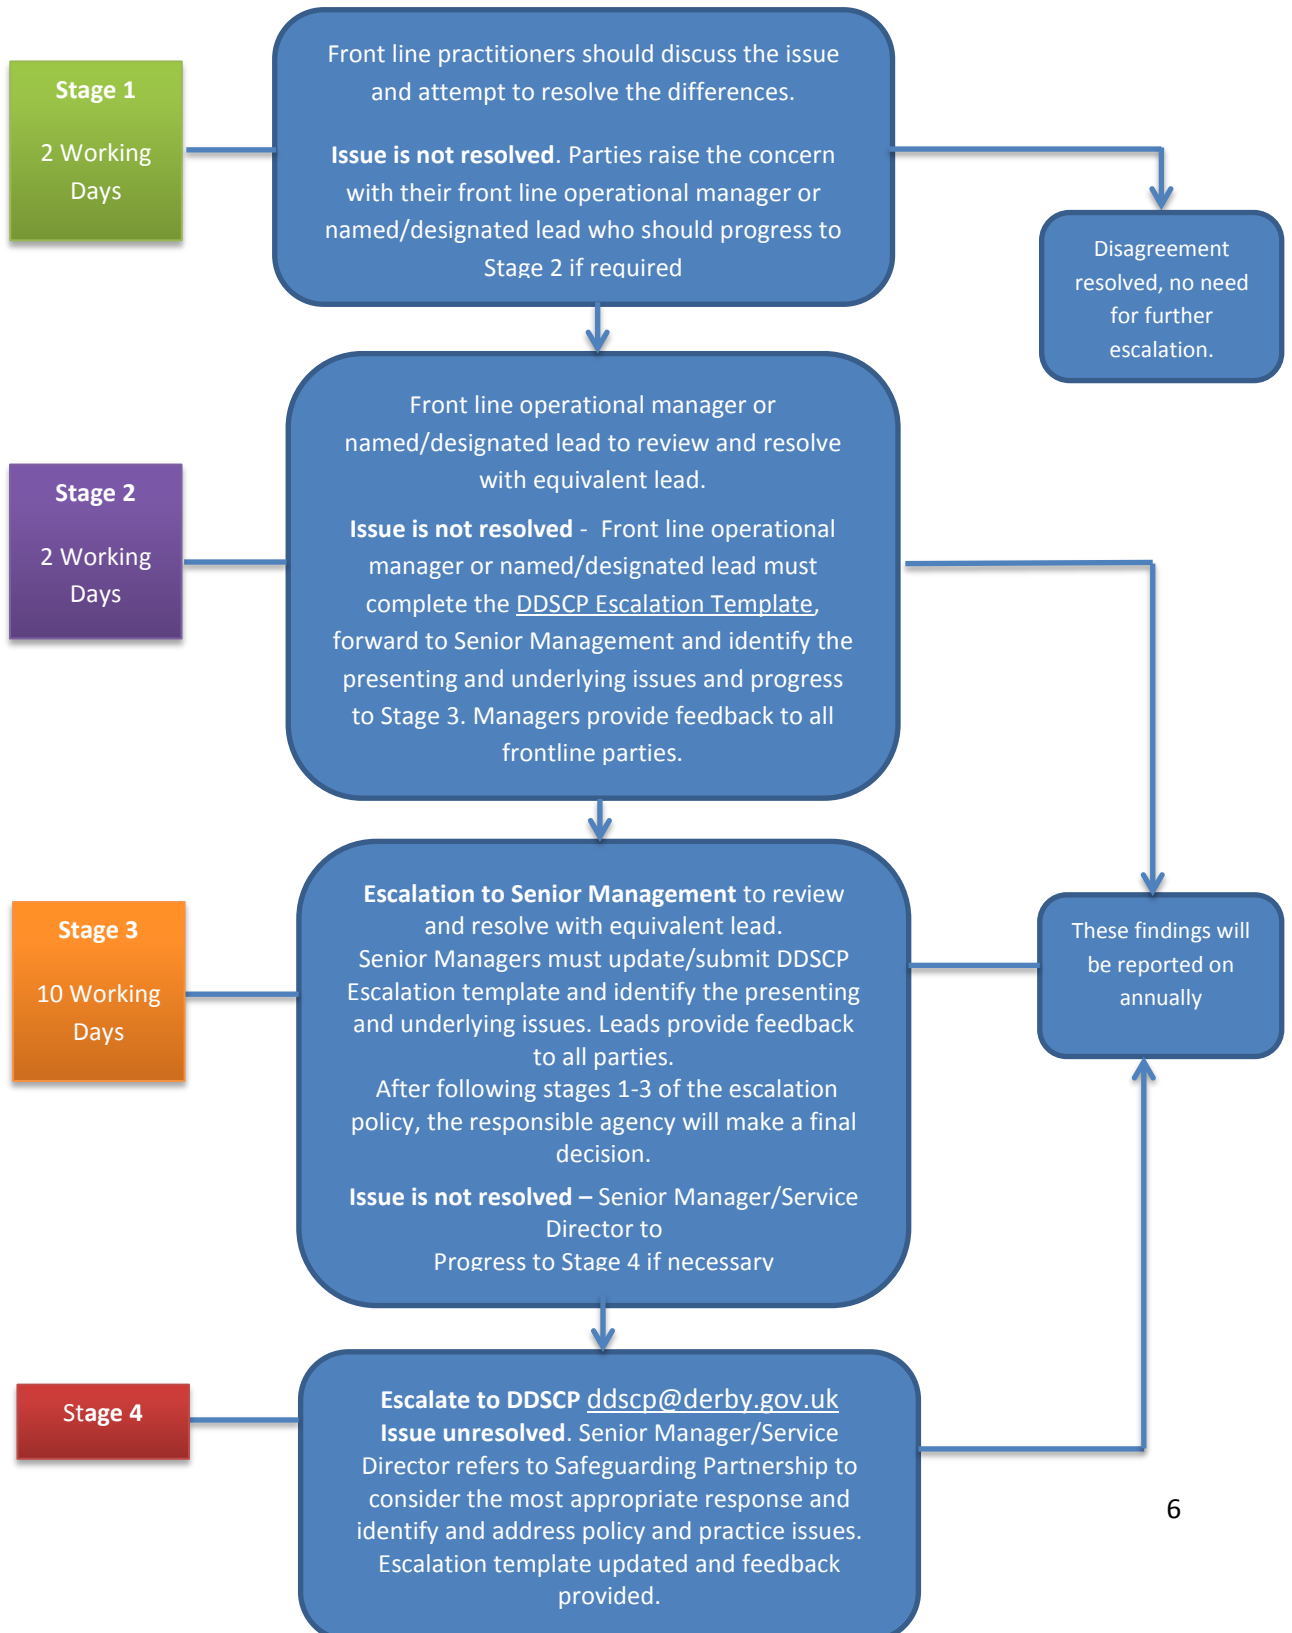 Stage 1
2 Working
Days
Front line practitioners should discuss the issue
and attempt to resolve the differences.
Issue is not resolved. Parties raise the concern
with their front line operational manager or
named/designated lead who should progress to
Stage 2 if required
Disagreement
resolved, no need
for further
escalation.
Stage 2
2 Working
Days
Front line operational manager or
named/designated lead to review and resolve
with equivalent lead.
Issue is not resolved - Front line operational
manager or named/designated lead must
complete the DDSCP Escalation Template,
forward to Senior Management and identify the
presenting and underlying issues and progress
to Stage 3. Managers provide feedback to all
frontline parties.
Stage 3
10 Working
Days
Escalation to Senior Management to review
and resolve with equivalent lead.
Senior Managers must update/submit DDSCP
Escalation template and identify the presenting
and underlying issues. Leads provide feedback
to all parties.
After following stages 1-3 of the escalation
policy, the responsible agency will make a final
decision.
Issue is not resolved – Senior Manager/Service
Director to
Progress to Stage 4 if necessary
These findings will
be reported on
annually
Stage 4
Escalate to DDSCP ddscp@derby.gov.uk
Issue unresolved. Senior Manager/Service
Director refers to Safeguarding Partnership to
consider the most appropriate response and
identify and address policy and practice issues.
Escalation template updated and feedback
provided.
6